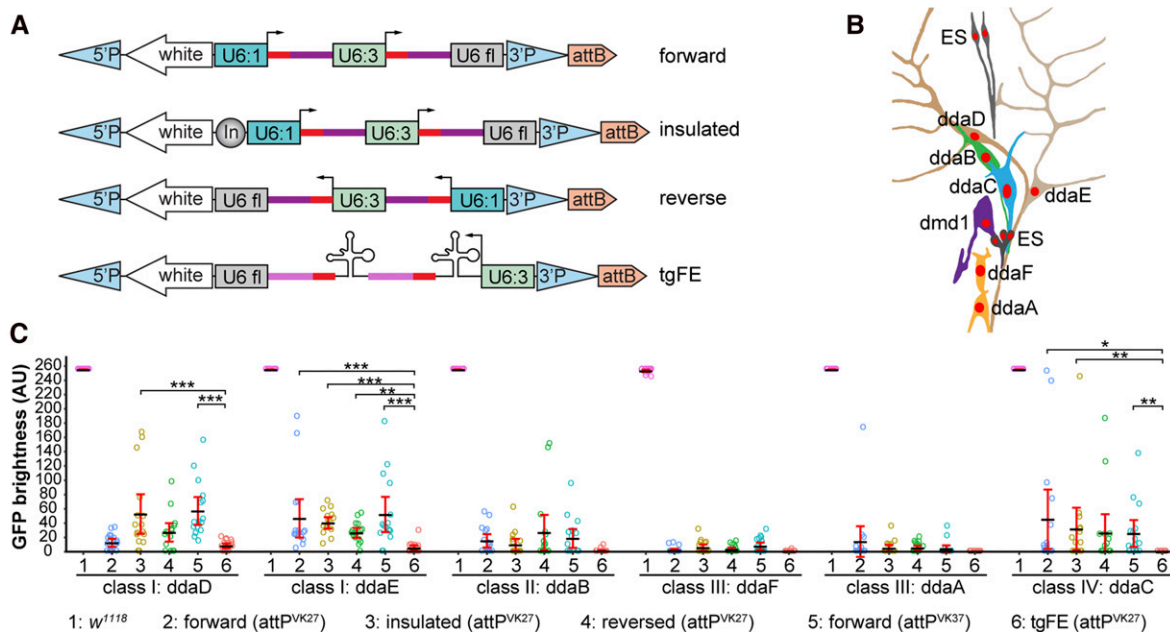 A
5'P white U6:1 U6:3 U6 fl 3'P attB forward
5'P white In U6:1 U6:3 U6 fl 3'P attB insulated
5'P white U6 fl U6:3 U6:1 3'P attB reverse
5'P white U6 fl U6:3 3'P attB tgFE
B
ES
ddaD
ddaB
ddaC
ddaE
dmd1
ES
ddaF
ddaA
C
GFP brightness (AU)
260
240
220
200
180
160
140
120
100
80
60
40
20
0
*** *** *** *** ** *** * ** **
1 2 3 4 5 6 1 2 3 4 5 6 1 2 3 4 5 6 1 2 3 4 5 6 1 2 3 4 5 6 1 2 3 4 5 6
class I: ddaD class I: ddaE class II: ddaB class III: ddaF class III: ddaA class IV: ddaC
1: w1118 2: forward (attPVK27) 3: insulated (attPVK27) 4: reversed (attPVK27) 5: forward (attPVK37) 6: tgFE (attPVK27)